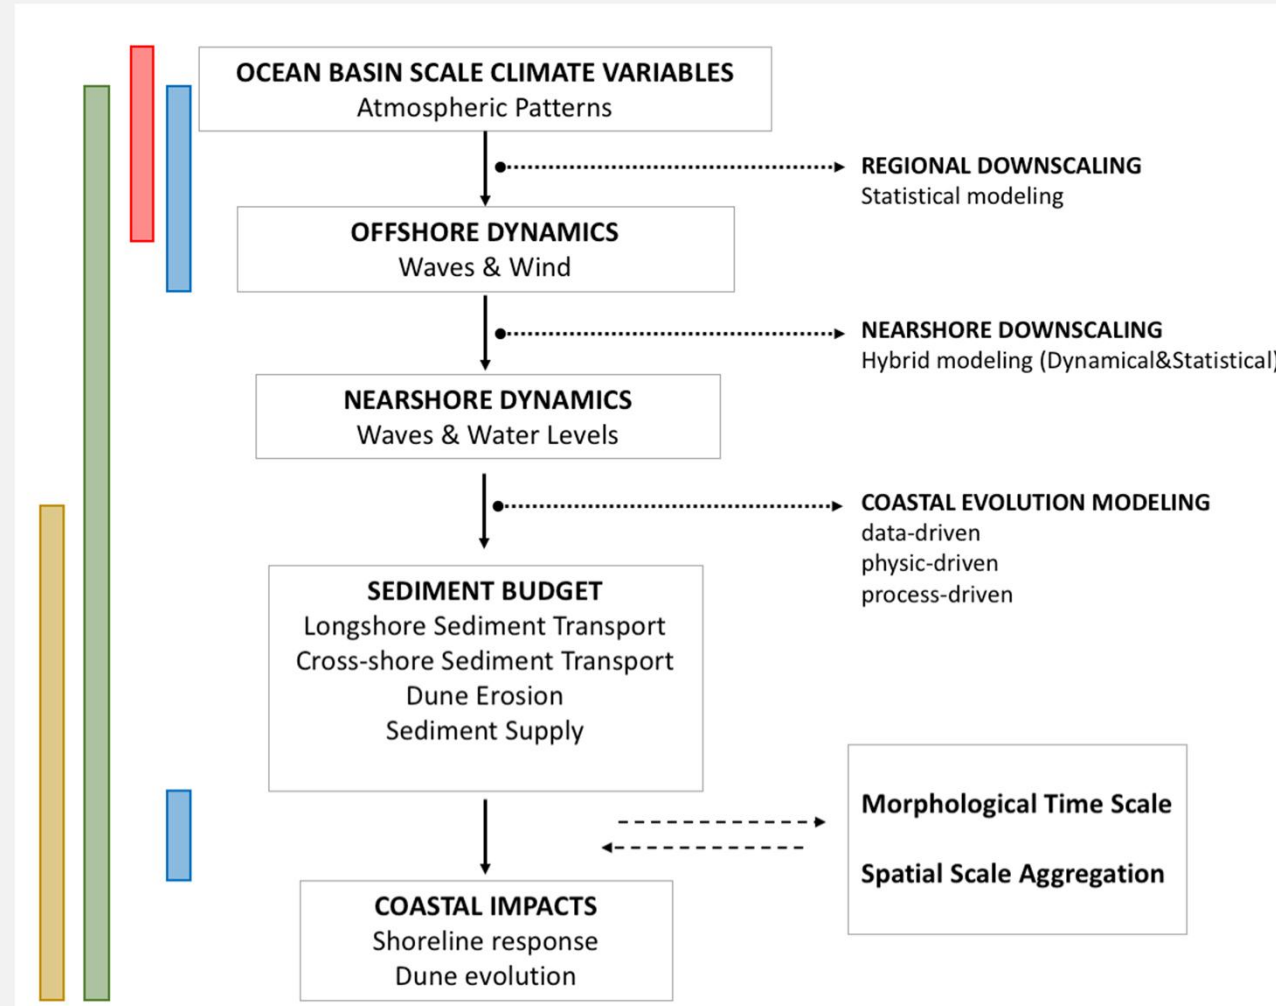 OCEAN BASIN SCALE CLIMATE VARIABLES
Atmospheric Patterns
REGIONAL DOWNSCALING
Statistical modeling
OFFSHORE DYNAMICS
Waves & Wind
NEARSHORE DOWNSCALING
Hybrid modeling (Dynamical&Statistical)
NEARSHORE DYNAMICS
Waves & Water Levels
COASTAL EVOLUTION MODELING
data-driven
physic-driven
process-driven
SEDIMENT BUDGET
Longshore Sediment Transport
Cross-shore Sediment Transport
Dune Erosion
Sediment Supply
Morphological Time Scale
Spatial Scale Aggregation
COASTAL IMPACTS
Shoreline response
Dune evolution